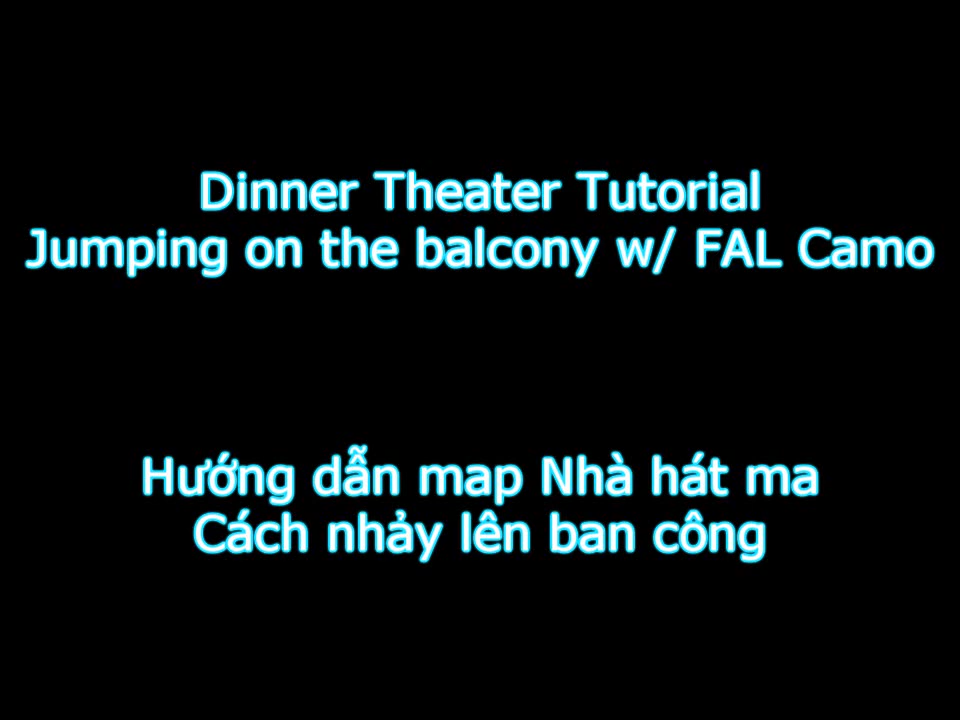 Dinner Theater Tutorial
Jumping on the balcony w/ FAL Camo
Hướng dẫn map Nhà hát ma
Cách nhảy lên ban công